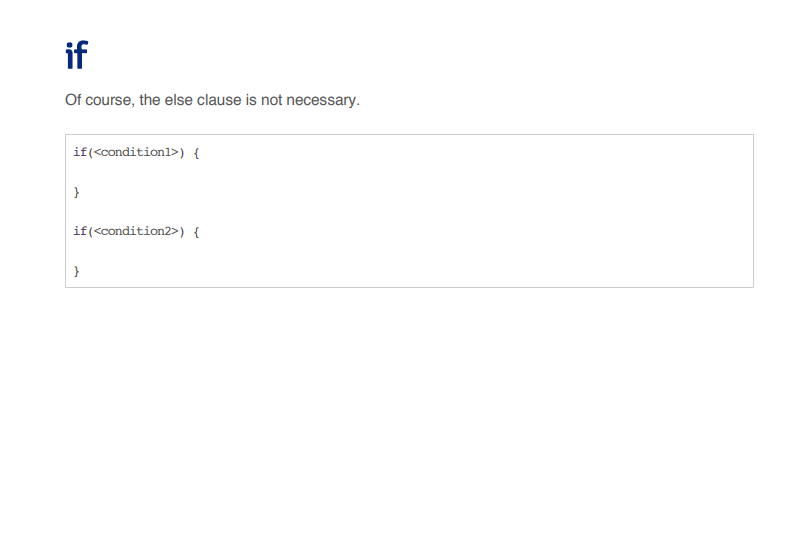 if
Of course, the else clause is not necessary.
if(<condition1>) {
}
if(<condition2>) {
}